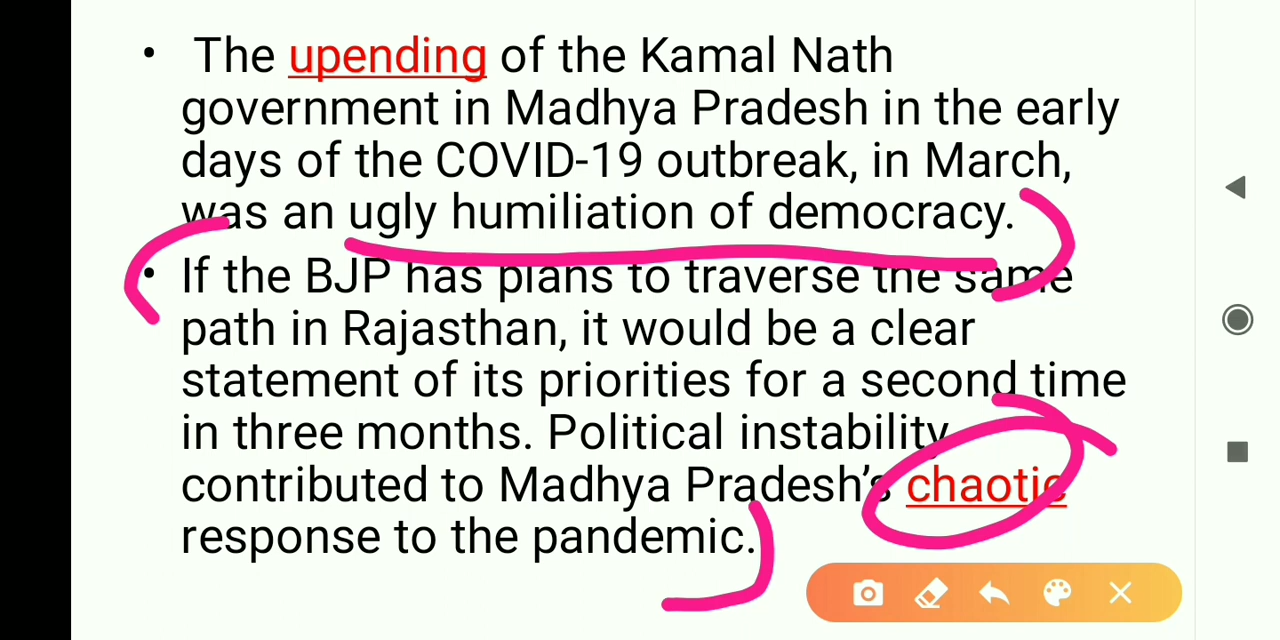 • The upending of the Kamal Nath
government in Madhya Pradesh in the early
days of the COVID-19 outbreak, in March,
was an ugly humiliation of democracy.
• If the BJP has plans to traverse the same
path in Rajasthan, it would be a clear
statement of its priorities for a second time
in three months. Political instability
contributed to Madhya Pradesh’s chaotic
response to the pandemic.